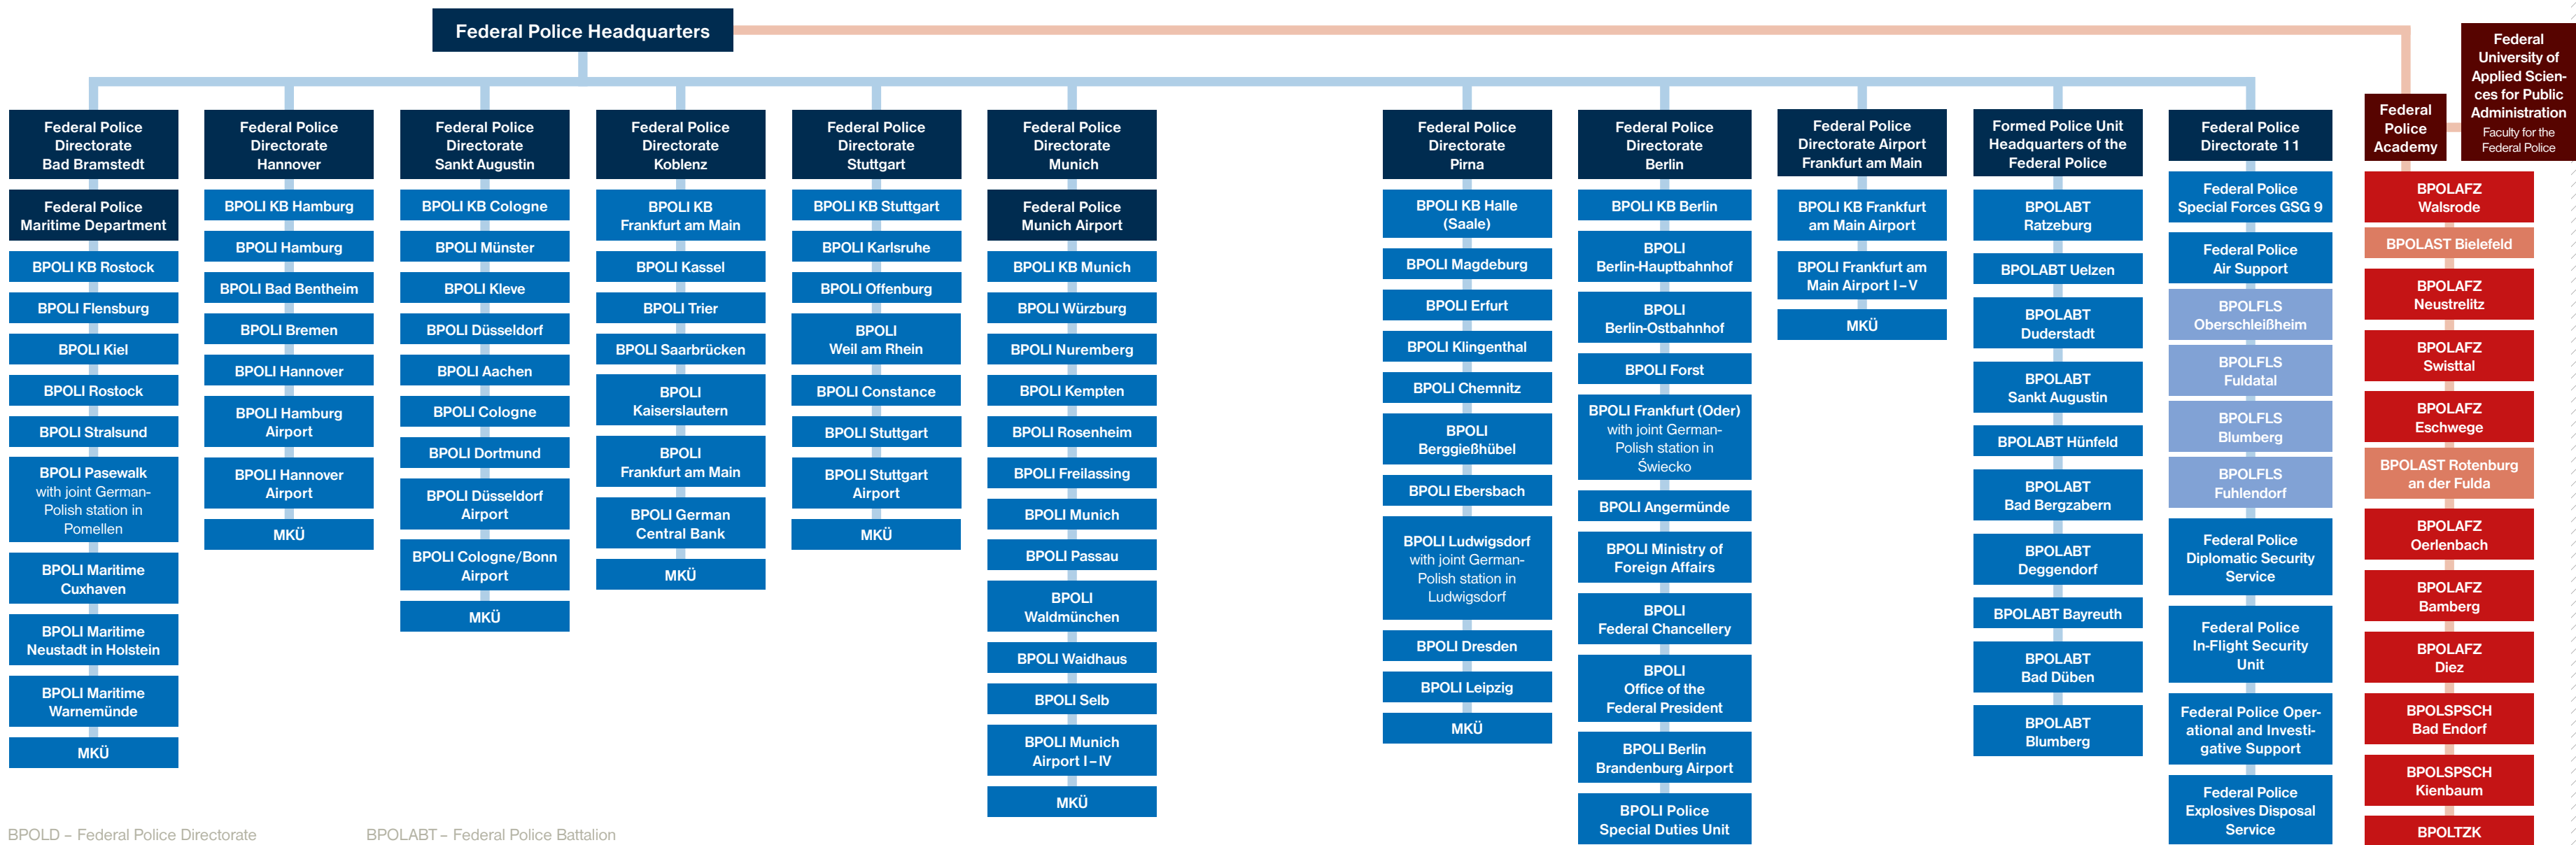 Federal Police Headquarters
Federal Police
Directorate
Bad Bramstedt
Federal Police
Maritime Department
BPOLI KB Rostock
BPOLI Flensburg
BPOLI Kiel
BPOLI Rostock
BPOLI Stralsund
BPOLI Pasewalk
with joint German-
Polish station in
Pomellen
BPOLI Maritime
Cuxhaven
BPOLI Maritime
Neustadt in Holstein
BPOLI Maritime
Warnemünde
MKÜ
Federal Police
Directorate
Hannover
BPOLI KB Hamburg
BPOLI Hamburg
BPOLI Bad Bentheim
BPOLI Bremen
BPOLI Hannover
BPOLI Hamburg
Airport
BPOLI Hannover
Airport
MKÜ
Federal Police
Directorate
Sankt Augustin
BPOLI KB Cologne
BPOLI Münster
BPOLI Kleve
BPOLI Düsseldorf
BPOLI Aachen
BPOLI Cologne
BPOLI Dortmund
BPOLI Düsseldorf
Airport
BPOLI Cologne/Bonn
Airport
MKÜ
Federal Police
Directorate
Koblenz
BPOLI KB
Frankfurt am Main
BPOLI Kassel
BPOLI Trier
BPOLI Saarbrücken
BPOLI
Kaiserslautern
BPOLI
Frankfurt am Main
BPOLI German
Central Bank
MKÜ
Federal Police
Directorate
Stuttgart
BPOLI KB Stuttgart
BPOLI Karlsruhe
BPOLI Offenburg
BPOLI
Weil am Rhein
BPOLI Constance
BPOLI Stuttgart
BPOLI Stuttgart
Airport
MKÜ
Federal Police
Directorate
Munich
Federal Police
Munich Airport
BPOLI KB Munich
BPOLI Würzburg
BPOLI Nuremberg
BPOLI Kempten
BPOLI Rosenheim
BPOLI Freilassing
BPOLI Munich
BPOLI Passau
BPOLI
Waldmünchen
BPOLI Waidhaus
BPOLI Selb
BPOLI Munich
Airport I – IV
MKÜ
Federal Police
Directorate
Pirna
BPOLI KB Halle
(Saale)
BPOLI Magdeburg
BPOLI Erfurt
BPOLI Klingenthal
BPOLI Chemnitz
BPOLI
Berggießhübel
BPOLI Ebersbach
BPOLI Ludwigsdorf
with joint German-
Polish station in
Ludwigsdorf
BPOLI Dresden
BPOLI Leipzig
MKÜ
Federal Police
Directorate
Berlin
BPOLI KB Berlin
BPOLI
Berlin-Hauptbahnhof
BPOLI
Berlin-Ostbahnhof
BPOLI Forst
BPOLI Frankfurt (Oder)
with joint German-
Polish station in
Świecko
BPOLI Angermünde
BPOLI Ministry of
Foreign Affairs
BPOLI
Federal Chancellery
BPOLI
Office of the
Federal President
BPOLI Berlin
Brandenburg Airport
BPOLI Police
Special Duties Unit
Federal Police
Directorate Airport
Frankfurt am Main
BPOLI KB Frankfurt
am Main Airport
BPOLI Frankfurt am
Main Airport I – V
MKÜ
Formed Police Unit
Headquarters of the
Federal Police
BPOLABT
Ratzeburg
BPOLABT Uelzen
BPOLABT
Duderstadt
BPOLABT
Sankt Augustin
BPOLABT Hünfeld
BPOLABT
Bad Bergzabern
BPOLABT
Deggendorf
BPOLABT Bayreuth
BPOLABT
Bad Düben
BPOLABT
Blumberg
Federal Police
Directorate 11
Federal Police
Special Forces GSG 9
Federal Police
Air Support
BPOLFLS
Oberschleißheim
BPOLFLS
Fuldatal
BPOLFLS
Blumberg
BPOLFLS
Fuhlendorf
Federal Police
Diplomatic Security
Service
Federal Police
In-Flight Security
Unit
Federal Police Oper-
ational and Investi-
gative Support
Federal Police
Explosives Disposal
Service
Federal
Police
Academy
Federal
University of
Applied Scien-
ces for Public
Administration
Faculty for the
Federal Police
BPOLAFZ
Walsrode
BPOLAST Bielefeld
BPOLAFZ
Neustrelitz
BPOLAFZ
Swisttal
BPOLAFZ
Eschwege
BPOLAST Rotenburg
an der Fulda
BPOLAFZ
Oerlenbach
BPOLAFZ
Bamberg
BPOLAFZ
Diez
BPOLSPSCH
Bad Endorf
BPOLSPSCH
Kienbaum
BPOLTZK
BPOLD – Federal Police Directorate
BPOLABT – Federal Police Battalion